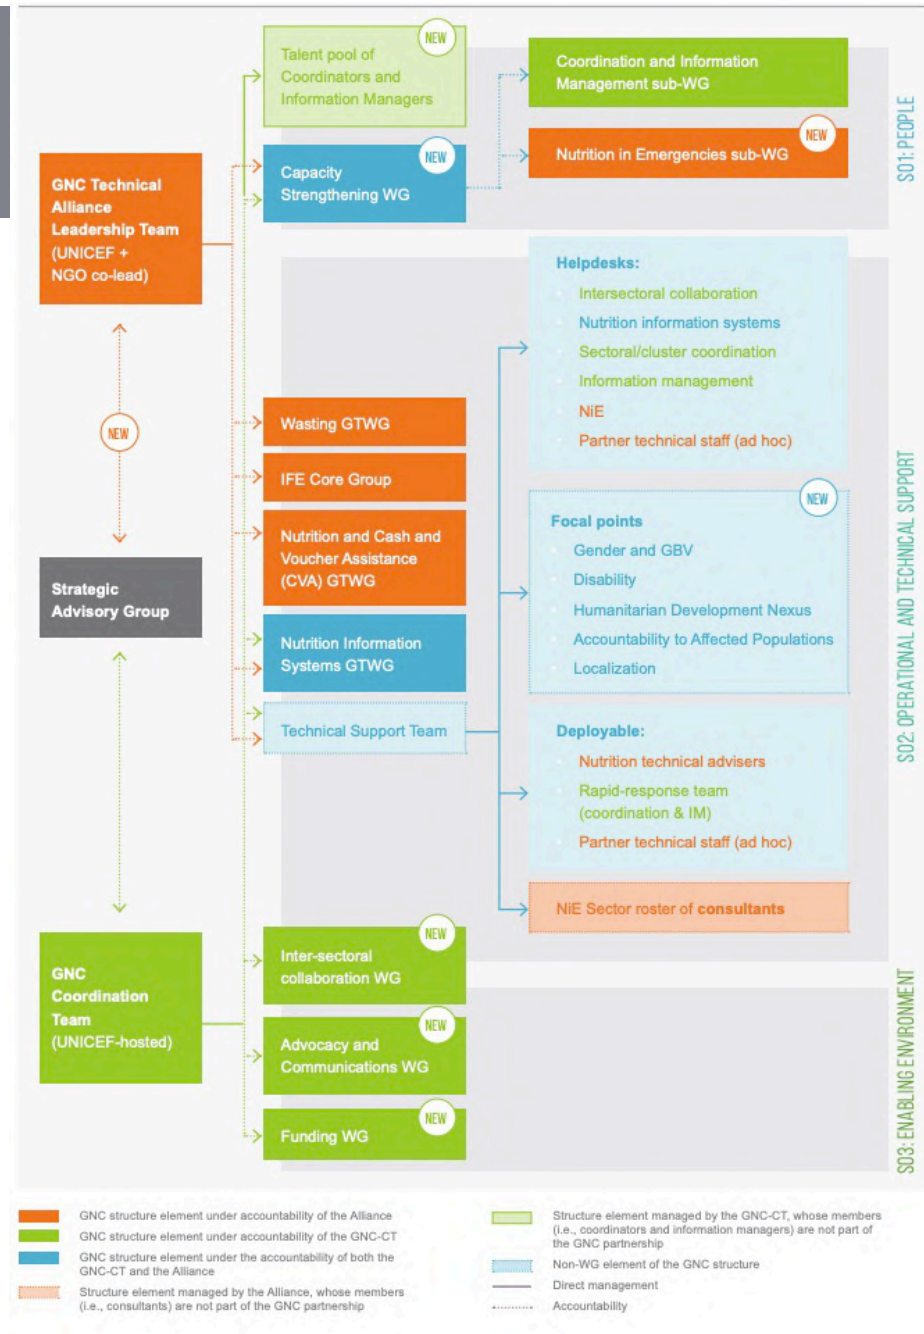 NEW
Talent pool of
Coordinators and
Information Managers
Coordination and Information
Management sub-WG
NEW
Nutrition in Emergencies sub-WG
NEW
Capacity
Strengthening WG
SO1: PEOPLE
GNC Technical
Alliance
Leadership Team
(UNICEF +
NGO co-lead)
NEW
Strategic
Advisory Group
GNC
Coordination
Team
(UNICEF-hosted)
Wasting GTWG
IFE Core Group
Nutrition and Cash and
Voucher Assistance
(CVA) GTWG
Nutrition Information
Systems GTWG
Technical Support Team
Helpdesks:
Intersectoral collaboration
Nutrition information systems
Sectoral/cluster coordination
Information management
NiE
Partner technical staff (ad hoc)
NEW
Focal points
Gender and GBV
Disability
Humanitarian Development Nexus
Accountability to Affected Populations
Localization
Deployable:
Nutrition technical advisers
Rapid-response team
(coordination & IM)
Partner technical staff (ad hoc)
NiE Sector roster of consultants
SO2: OPERATIONAL AND TECHNICAL SUPPORT
NEW
Inter-sectoral
collaboration WG
NEW
Advocacy and
Communications WG
NEW
Funding WG
SO3: ENABLING ENVIRONMENT
GNC structure element under accountability of the Alliance
GNC structure element under accountability of the GNC-CT
GNC structure element under the accountability of both the
GNC-CT and the Alliance
Structure element managed by the Alliance, whose members
(i.e., consultants) are not part of the GNC partnership
Structure element managed by the GNC-CT, whose members
(i.e., coordinators and information managers) are not part of
the GNC partnership
Non-WG element of the GNC structure
Direct management
Accountability